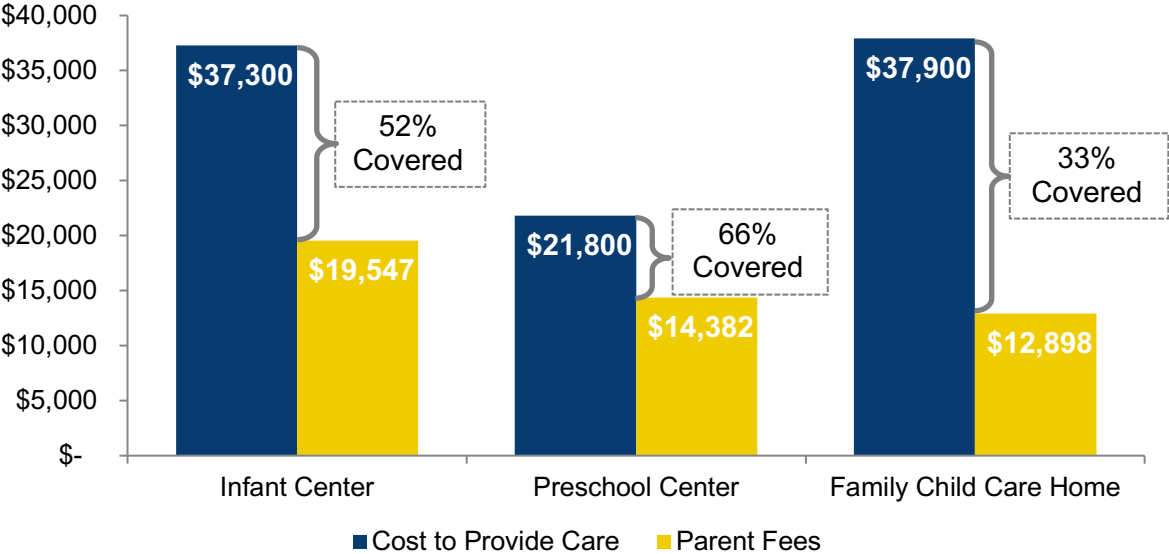 $40,000
$35,000
$30,000
$25,000
$20,000
$15,000
$10,000
$5,000
$-
$37,300
52%
Covered
$19,547
$21,800
66%
Covered
$14,382
$37,900
33%
Covered
$12,898
Infant Center
Preschool Center
Family Child Care Home
Cost to Provide Care
Parent Fees